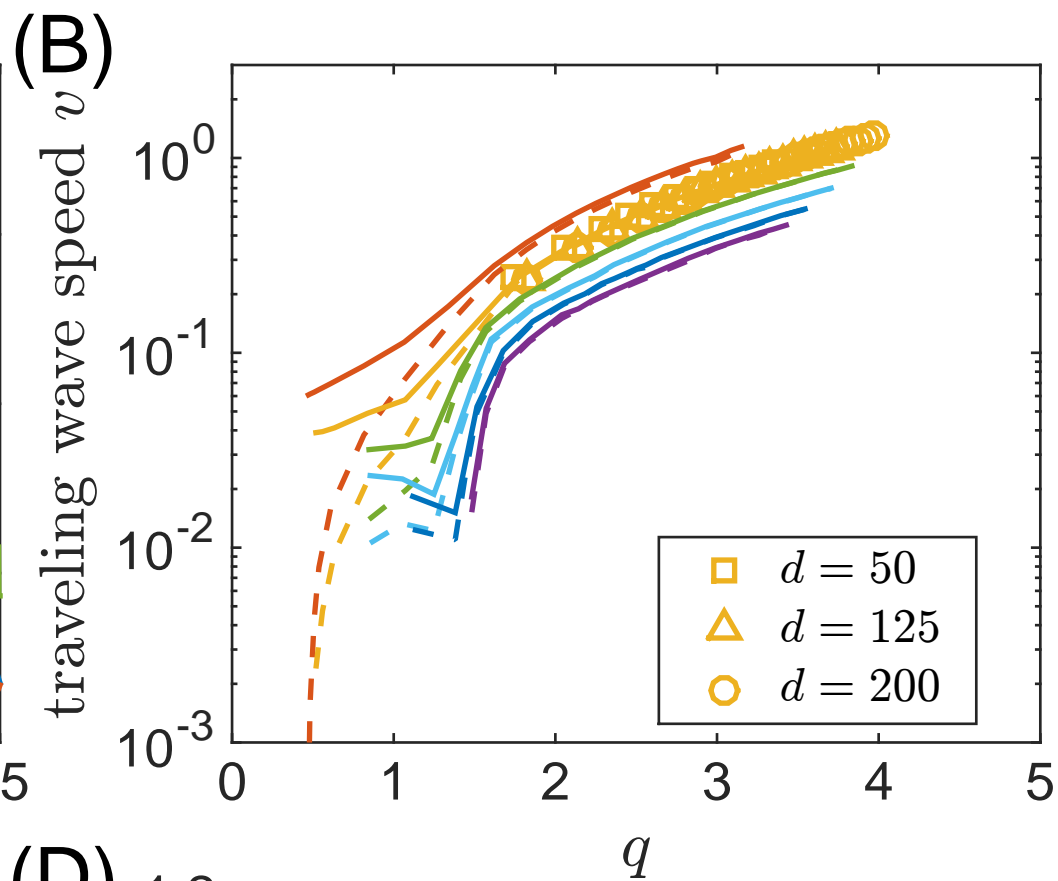 (B)
traveling wave speed v
10^0
10^-1
10^-2
10^-3
d = 50
d = 125
d = 200
5 0 1 2 3 4 5
q
(D)